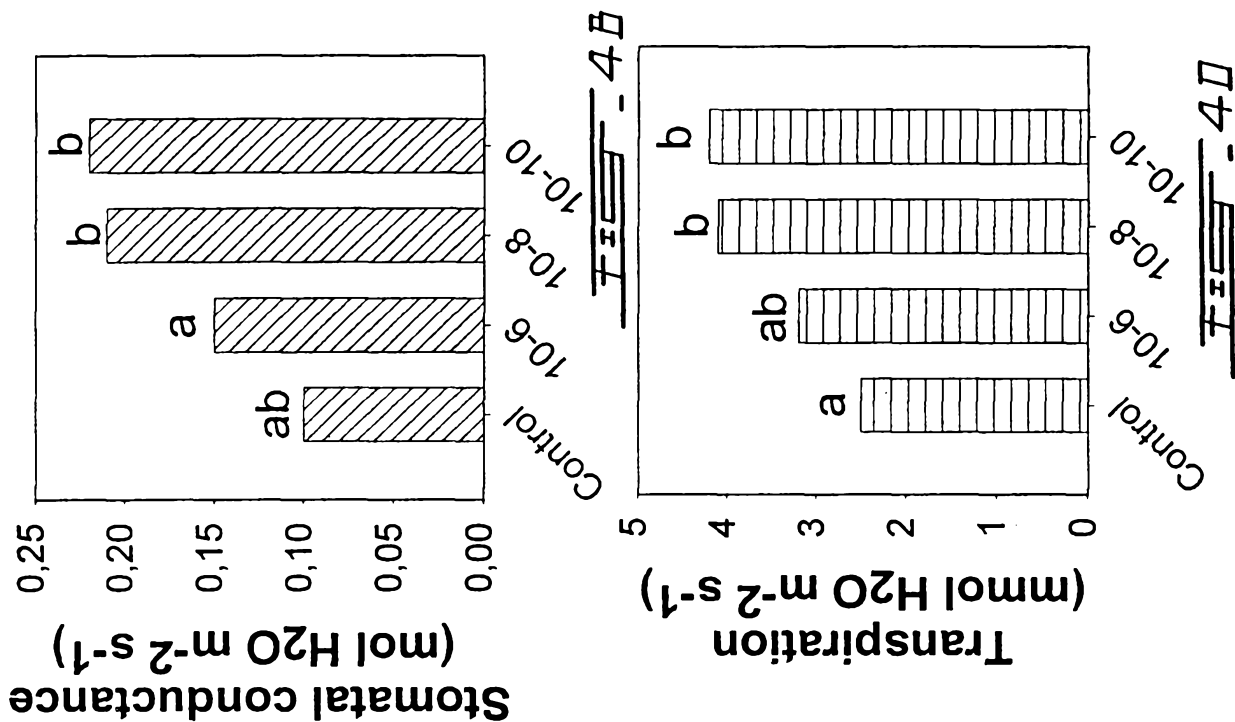 Stomatal conductance
(mol H2O m-2 s-1)
0,25
0,20
0,15
0,10
0,05
0,00
ab
a
b
b
Control
10-6
10-8
10-10
FIG. 4B
Transpiration
(mmol H2O m-2 s-1)
5
4
3
2
1
0
a
ab
b
b
Control
10-6
10-8
10-10
FIG. 4D